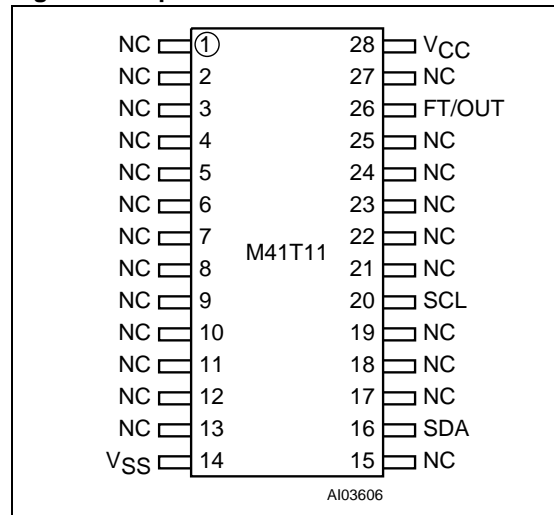 NC 1 28 VCC
NC 2 27 NC
NC 3 26 FT/OUT
NC 4 25 NC
NC 5 24 NC
NC 6 23 NC
NC 7 22 NC
M41T11
NC 8 21 NC
NC 9 20 SCL
NC 10 19 NC
NC 11 18 NC
NC 12 17 NC
NC 13 16 SDA
VSS 14 15 NC
AI03606